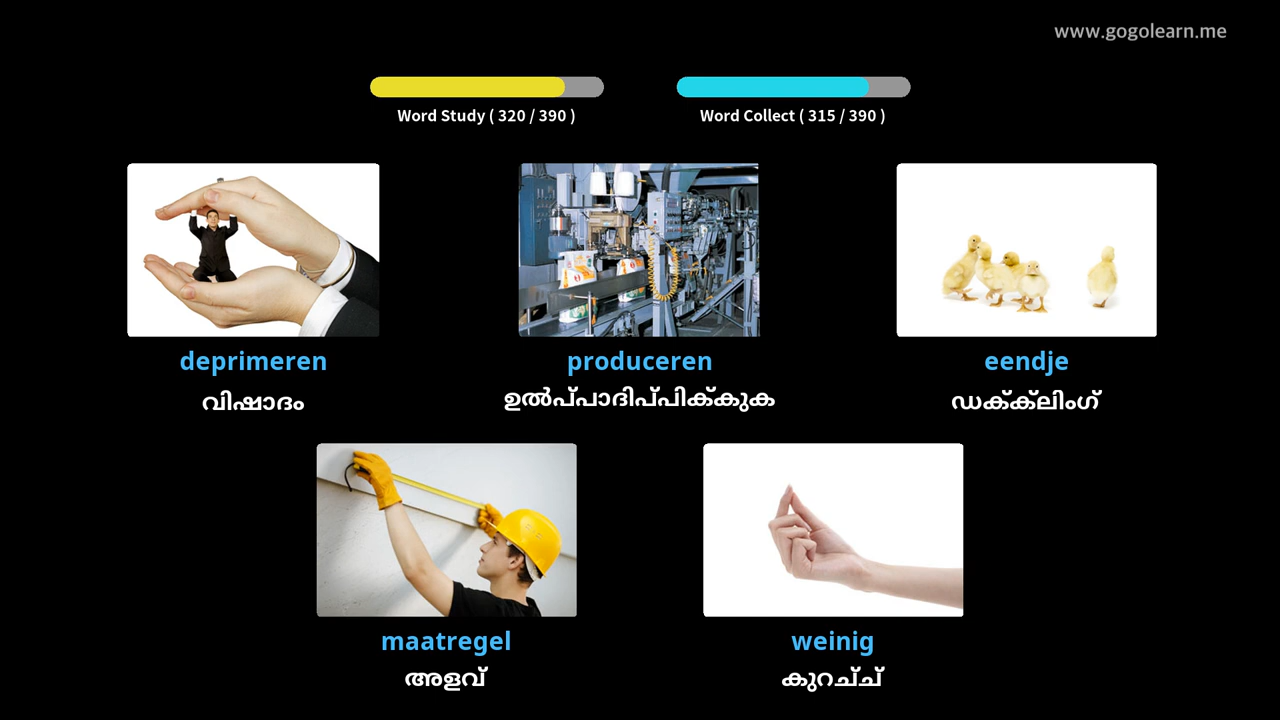 www.gogolearn.me
Word Study ( 320 / 390 )
Word Collect ( 315 / 390 )
deprimeren
വിഷാദം
produceren
ഉൽപ്പാദിപ്പിക്കുക
eendje
ഡക്ക്ലിംഗ്
maatregel
അളവ്
weinig
കുറച്ച്